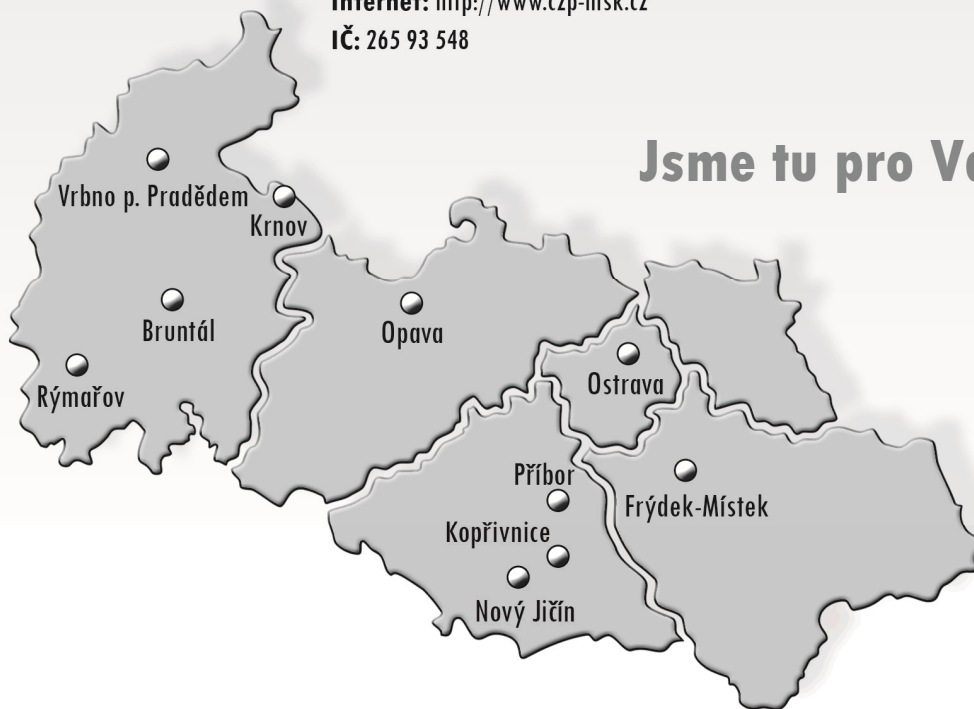 Internet: http://www.czp-msk.cz
IČ: 265 93 548
Jsme tu pro
Vrbno p. Pradědem
Krnov
Bruntál
Opava
Rýmařov
Ostrava
Příbor
Frýdek-Místek
Kopřivnice
Nový Jičín